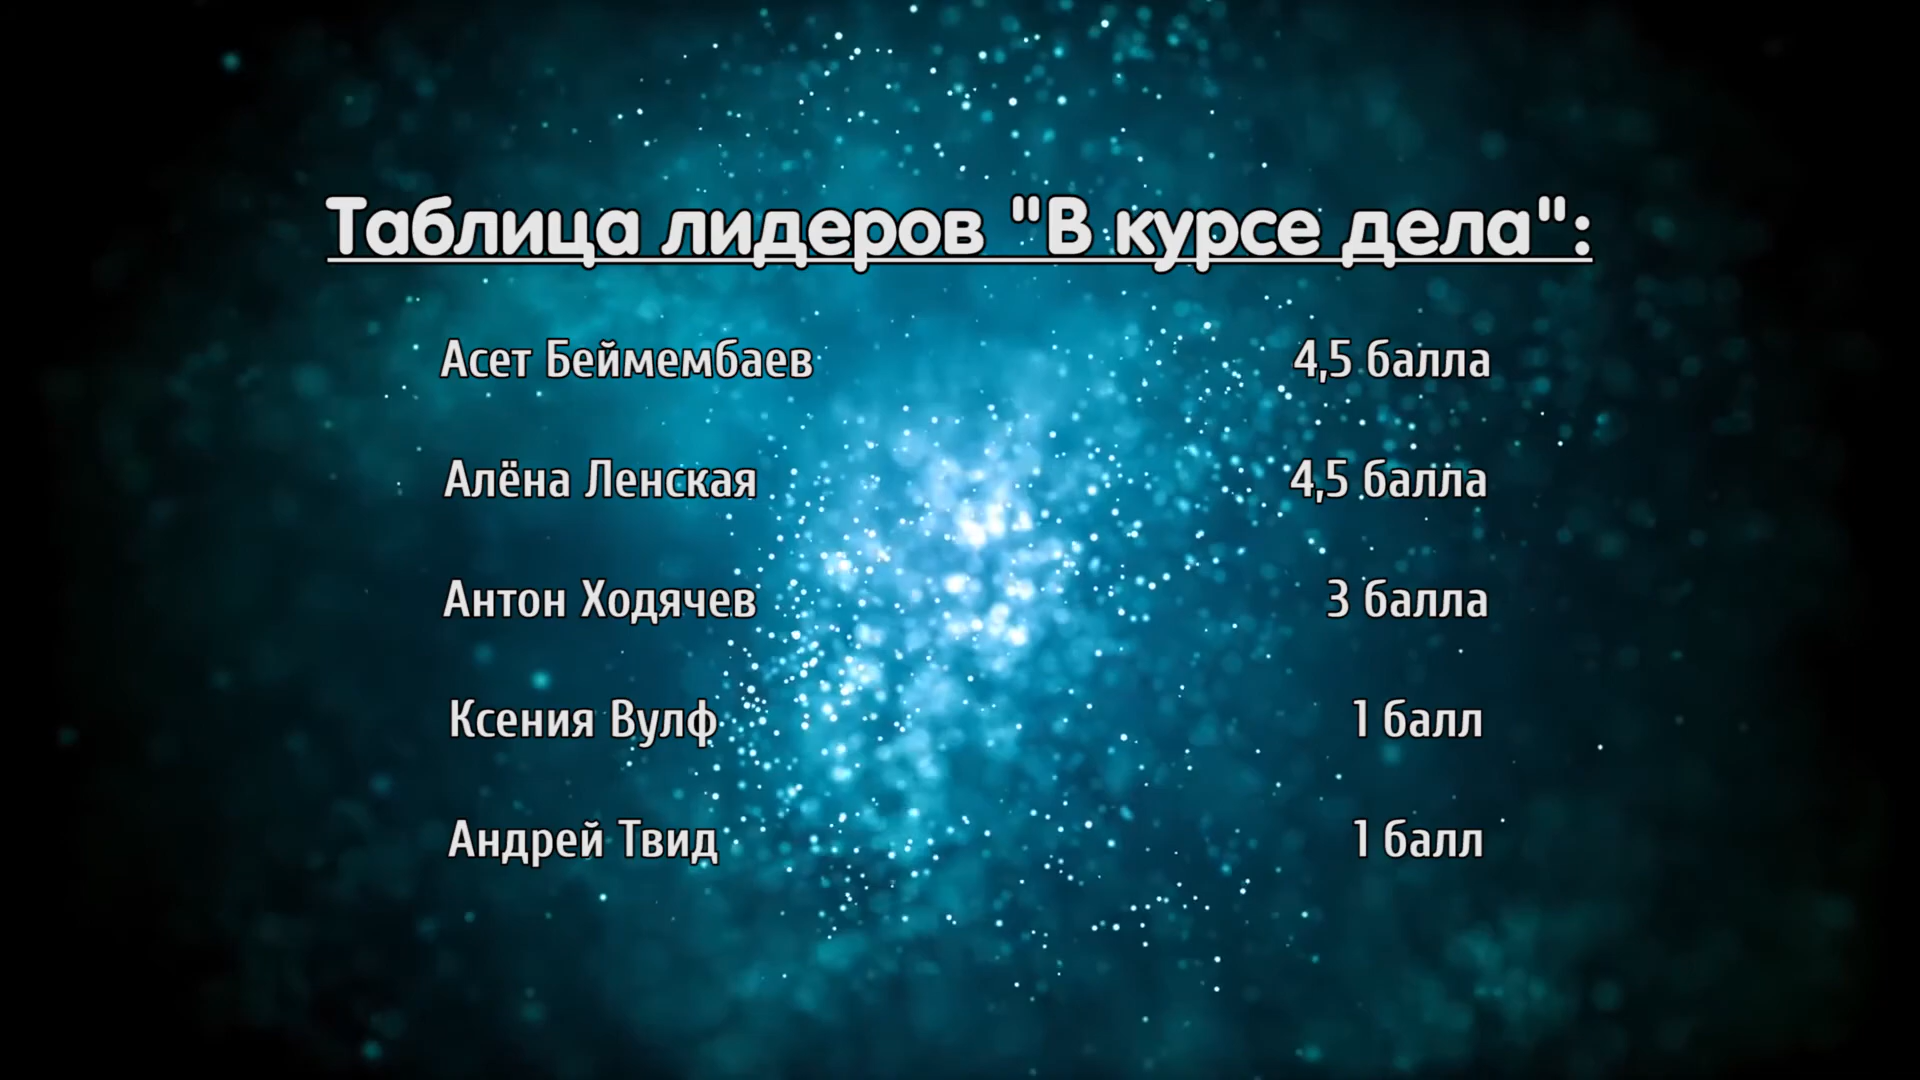 Таблица лидеров "В курсе дела":
Асет Беймембаев 4,5 балла
Алёна Ленская 4,5 балла
Антон Ходячев 3 балла
Ксения Вулф 1 балл
Андрей Твид 1 балл